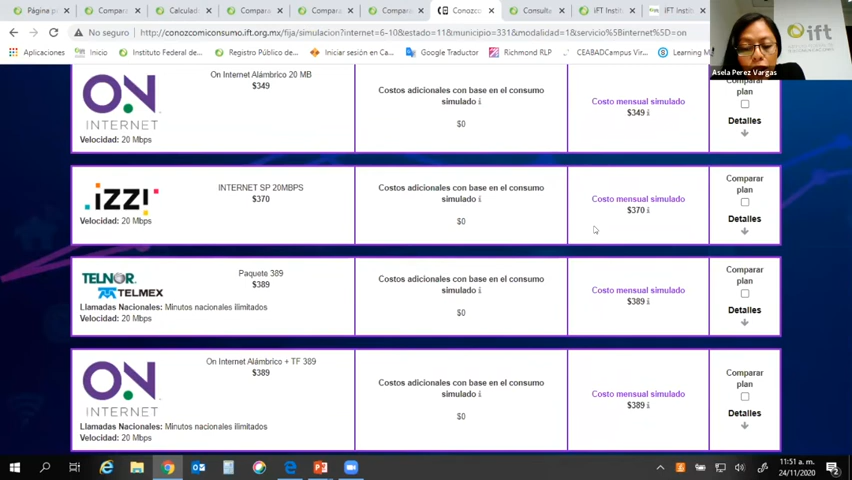 Página p
Compara
Calculad
Compara
Compara
Compara
Conozco
Consulta
IFT Instit
IFT Instit
No seguro
conozcomiconsumo.ift.org.mx/fija/simulacion?internet=6-10&estado=11&municipio=331&modalidad=1&servicio%5Binternet%5D=on
Aplicaciones
Inicio
Instituto Federal de...
Registro Público de...
Iniciar sesión en Ca...
Google Traductor
Richmond RLP
CEABADCampus Vir...
Learning M
ift
Asela Perez Vargas
ON
INTERNET
Velocidad: 20 Mbps
On Internet Alámbrico 20 MB
$349
Costos adicionales con base en el consumo
simulado i
$0
Costo mensual simulado
$349 i
Comparar
plan
Detalles
izzi
Velocidad: 20 Mbps
INTERNET SP 20MBPS
$370
Costos adicionales con base en el consumo
simulado i
$0
Costo mensual simulado
$370 i
Comparar
plan
Detalles
TELNOR
TELMEX
Paquete 389
$389
Llamadas Nacionales: Minutos nacionales ilimitados
Velocidad: 20 Mbps
Costos adicionales con base en el consumo
simulado i
$0
Costo mensual simulado
$389 i
Comparar
plan
Detalles
ON
INTERNET
On Internet Alámbrico + TF 389
$389
Llamadas Nacionales: Minutos nacionales ilimitados
Velocidad: 20 Mbps
Costos adicionales con base en el consumo
simulado i
$0
Costo mensual simulado
$389 i
Comparar
plan
Detalles
11:51 a. m.
24/11/2020
2